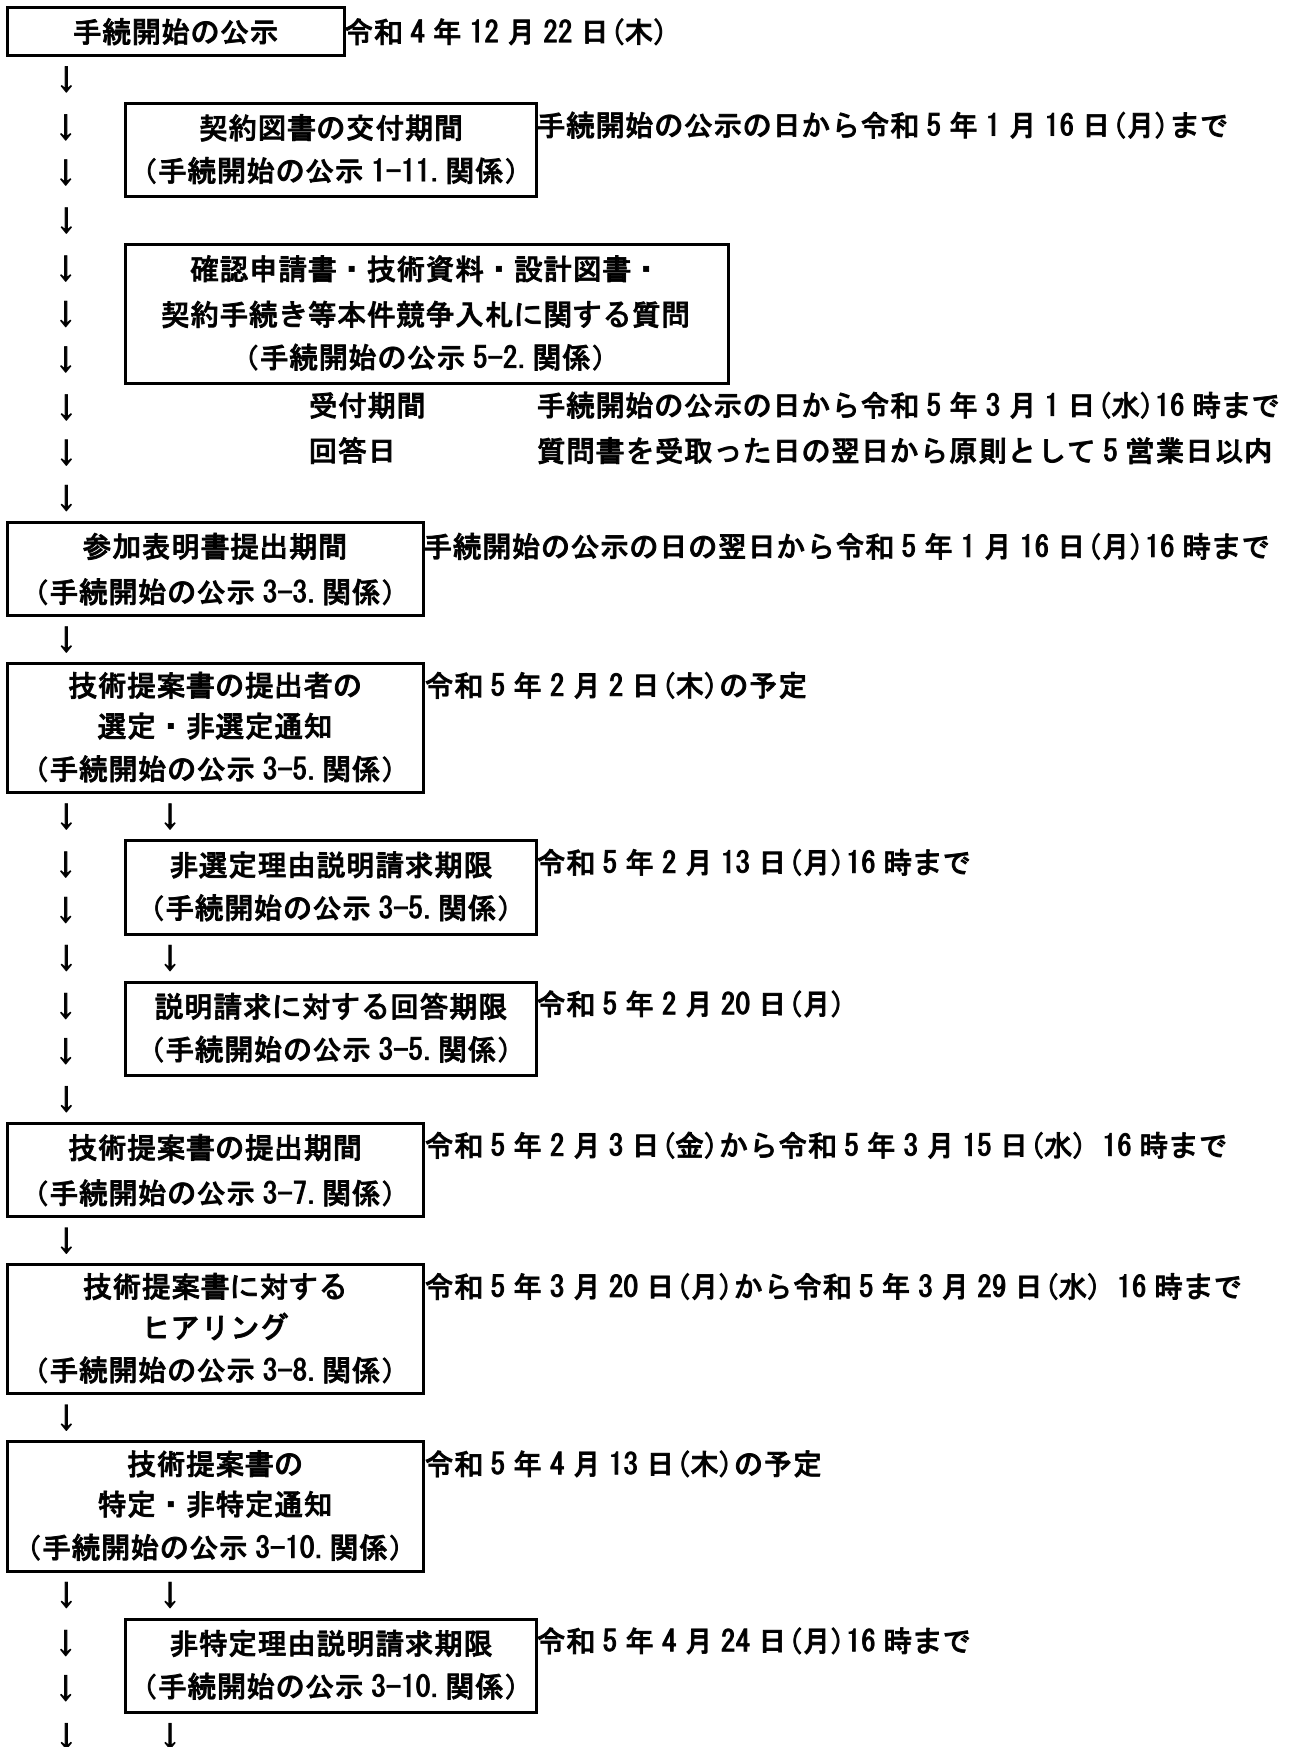 手続開始の公示 令和4年12月22日(木)
↓
↓ 契約図書の交付期間 手続開始の公示の日から令和5年1月16日(月)まで
↓ (手続開始の公示1-11.関係)
↓
↓ 確認申請書・技術資料・設計図書・
↓ 契約手続き等本件競争入札に関する質問
↓ (手続開始の公示5-2.関係)
↓ 受付期間 手続開始の公示の日から令和5年3月1日(水)16時まで
↓ 回答日 質問書を受取った日の翌日から原則として5営業日以内
↓
参加表明書提出期間 手続開始の公示の日の翌日から令和5年1月16日(月)16時まで
(手続開始の公示3-3.関係)
↓
技術提案書の提出者の 令和5年2月2日(木)の予定
選定・非選定通知
(手続開始の公示3-5.関係)
↓ ↓
↓ 非選定理由説明請求期限 令和5年2月13日(月)16時まで
↓ (手続開始の公示3-5.関係)
↓ ↓
↓ 説明請求に対する回答期限 令和5年2月20日(月)
↓ (手続開始の公示3-5.関係)
↓
技術提案書の提出期間 令和5年2月3日(金)から令和5年3月15日(水) 16時まで
(手続開始の公示3-7.関係)
↓
技術提案書に対する 令和5年3月20日(月)から令和5年3月29日(水) 16時まで
ヒアリング
(手続開始の公示3-8.関係)
↓
技術提案書の 令和5年4月13日(木)の予定
特定・非特定通知
(手続開始の公示3-10.関係)
↓ ↓
↓ 非特定理由説明請求期限 令和5年4月24日(月)16時まで
↓ (手続開始の公示3-10.関係)
↓ ↓